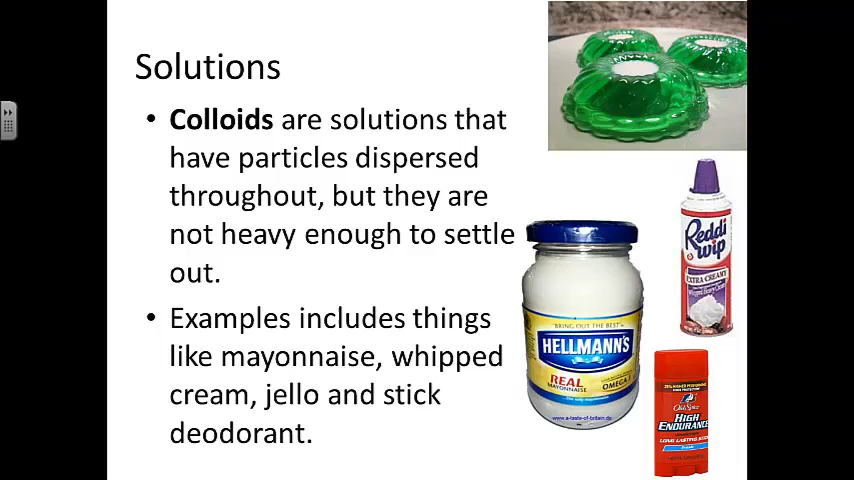 Solutions
• Colloids are solutions that
have particles dispersed
throughout, but they are
not heavy enough to settle
out.
• Examples includes things
like mayonnaise, whipped
cream, jello and stick
deodorant.
Reddi
wip
EXTRA CREAMY
"BRING OUT THE BEST"
HELLMANN'S
REAL
MAYONNAISE
OMEGA 3
www.a-taste-of-britain.de
Old Spice
HIGH
ENDURANCE
LONG LASTING